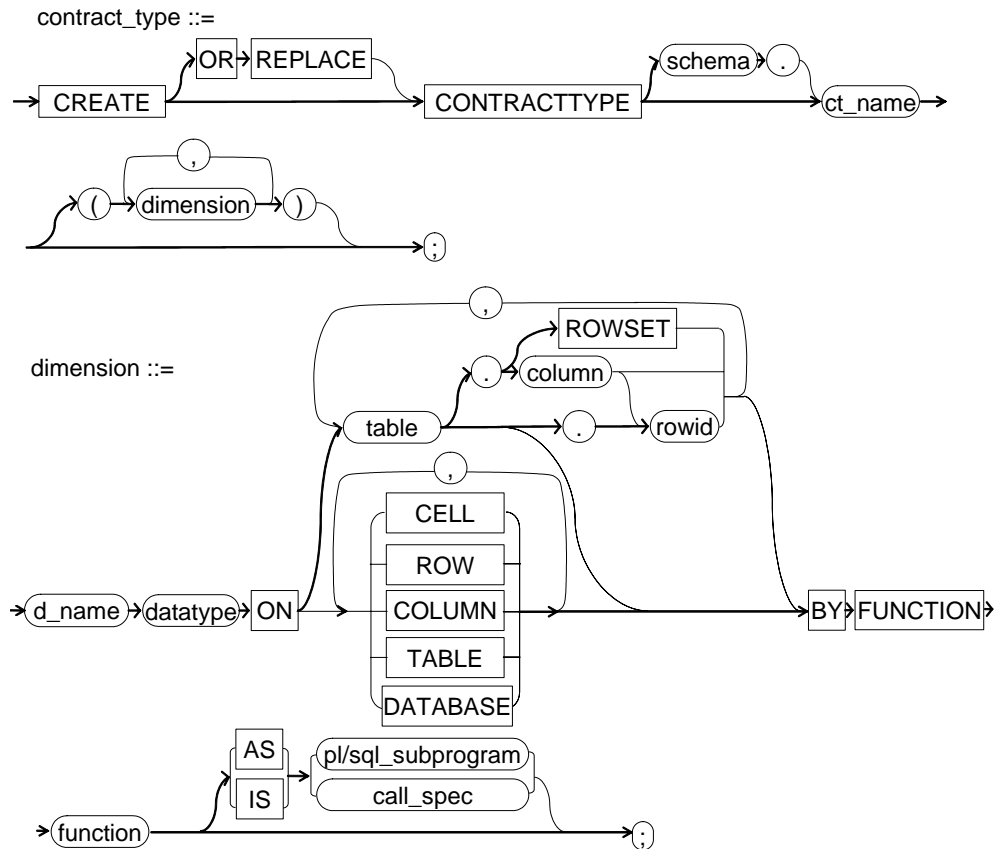 contract_type ::=
OR REPLACE schema .
CREATE CONTRACTTYPE ct_name
,
( dimension )
;
,
ROWSET
dimension ::=
. column
table . rowid
,
CELL
ROW
d_name datatype ON COLUMN BY FUNCTION
TABLE
DATABASE
AS pl/sql_subprogram
IS call_spec
function ;